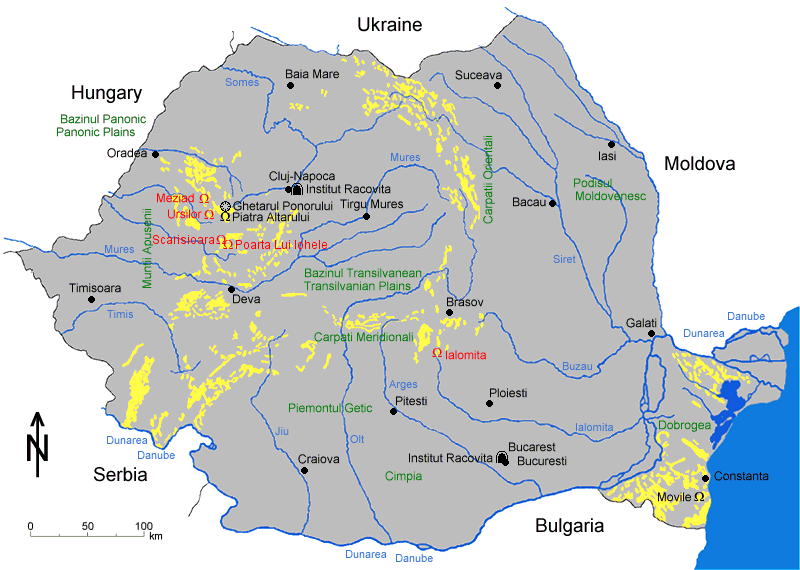 Ukraine
Baia Mare
Suceava
Somes
Hungary
Bazinul Panonic
Panonic Plains
Oradea
Iasi
Moldova
Mures
Carpatii Orientali
Cluj-Napoca
Institut Racovita
Podisul
Moldovenesc
Meziad Ω
Ghetarul Ponorului
Tirgu Mures
Bacau
Ursilor Ω
Ω Piatra Altarului
Muntii Apusenii
Scarisioara Ω
Ω Poarta Lui Iohele
Mures
Siret
Bazinul Transilvanean
Transilvanian Plains
Timisoara
Deva
Brasov
Timis
Galati
Danube
Dunarea
Carpati Meridionali
Ω Ialomita
Buzau
Arges
Ploiesti
Piemontul Getic
Pitesti
Jiu
Olt
Ialomita
Dobrogea
Dunarea
Danube
N
Bucarest
Institut Racovita
Bucuresti
Craiova
Serbia
Cimpia
Constanta
Movile Ω
Bulgaria
0 50 100
km
Dunarea
Danube